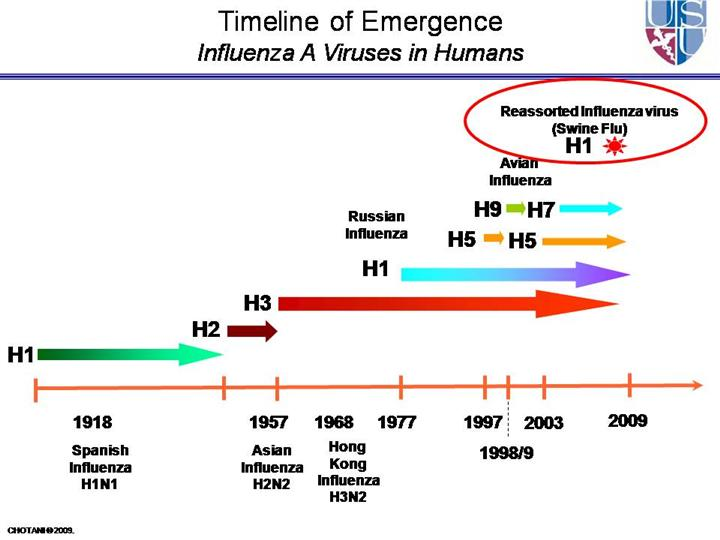 Timeline of Emergence
Influenza A Viruses in Humans
USU
Reassorted Influenza virus
(Swine Flu)
H1
Avian
Influenza
H9 H7
Russian
Influenza
H5 H5
H1
H3
H2
H1
1918 1957 1968 1977 1997 2003 2009
1998/9
Spanish
Influenza
H1N1
Asian
Influenza
H2N2
Hong
Kong
Influenza
H3N2
CHOTANI© 2009.